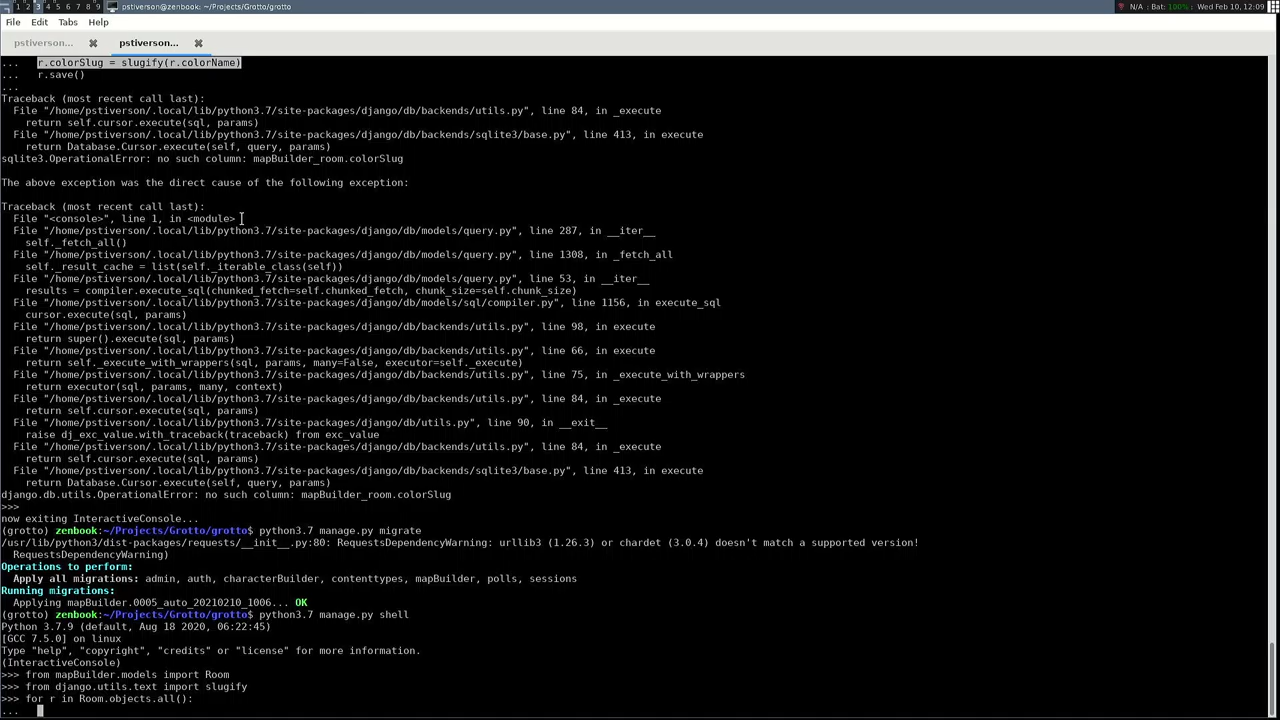 1 2 3 4 5 6 7 8 9 pstiverson@zenbook: ~/Projects/Grotto/grotto N/A | Bat: 100% | Wed Feb 10, 12:09
File Edit Tabs Help
pstiverson... pstiverson...
... r.colorSlug = slugify(r.colorName)
... r.save()
...
Traceback (most recent call last):
File "/home/pstiverson/.local/lib/python3.7/site-packages/django/db/backends/utils.py", line 84, in _execute
return self.cursor.execute(sql, params)
File "/home/pstiverson/.local/lib/python3.7/site-packages/django/db/backends/sqlite3/base.py", line 413, in execute
return Database.Cursor.execute(self, query, params)
sqlite3.OperationalError: no such column: mapBuilder_room.colorSlug
The above exception was the direct cause of the following exception:
Traceback (most recent call last):
File "<console>", line 1, in <module>
File "/home/pstiverson/.local/lib/python3.7/site-packages/django/db/models/query.py", line 287, in __iter__
self._fetch_all()
File "/home/pstiverson/.local/lib/python3.7/site-packages/django/db/models/query.py", line 1308, in _fetch_all
self._result_cache = list(self._iterable_class(self))
File "/home/pstiverson/.local/lib/python3.7/site-packages/django/db/models/query.py", line 53, in __iter__
results = compiler.execute_sql(chunked_fetch=self.chunked_fetch, chunk_size=self.chunk_size)
File "/home/pstiverson/.local/lib/python3.7/site-packages/django/db/models/sql/compiler.py", line 1156, in execute_sql
cursor.execute(sql, params)
File "/home/pstiverson/.local/lib/python3.7/site-packages/django/db/backends/utils.py", line 98, in execute
return super().execute(sql, params)
File "/home/pstiverson/.local/lib/python3.7/site-packages/django/db/backends/utils.py", line 66, in execute
return self._execute_with_wrappers(sql, params, many=False, executor=self._execute)
File "/home/pstiverson/.local/lib/python3.7/site-packages/django/db/backends/utils.py", line 75, in _execute_with_wrappers
return executor(sql, params, many, context)
File "/home/pstiverson/.local/lib/python3.7/site-packages/django/db/backends/utils.py", line 84, in _execute
return self.cursor.execute(sql, params)
File "/home/pstiverson/.local/lib/python3.7/site-packages/django/db/utils.py", line 90, in __exit__
raise dj_exc_value.with_traceback(traceback) from exc_value
File "/home/pstiverson/.local/lib/python3.7/site-packages/django/db/backends/utils.py", line 84, in _execute
return self.cursor.execute(sql, params)
File "/home/pstiverson/.local/lib/python3.7/site-packages/django/db/backends/sqlite3/base.py", line 413, in execute
return Database.Cursor.execute(self, query, params)
django.db.utils.OperationalError: no such column: mapBuilder_room.colorSlug
>>>
now exiting InteractiveConsole...
(grotto) zenbook:~/Projects/Grotto/grotto$ python3.7 manage.py migrate
/usr/lib/python3/dist-packages/requests/__init__.py:80: RequestsDependencyWarning: urllib3 (1.26.3) or chardet (3.0.4) doesn't match a supported version!
RequestsDependencyWarning)
Operations to perform:
Apply all migrations: admin, auth, characterBuilder, contenttypes, mapBuilder, polls, sessions
Running migrations:
Applying mapBuilder.0005_auto_20210210_1006... OK
(grotto) zenbook:~/Projects/Grotto/grotto$ python3.7 manage.py shell
Python 3.7.9 (default, Aug 18 2020, 06:22:45)
[GCC 7.5.0] on linux
Type "help", "copyright", "credits" or "license" for more information.
(InteractiveConsole)
>>> from mapBuilder.models import Room
>>> from django.utils.text import slugify
>>> for r in Room.objects.all():
...